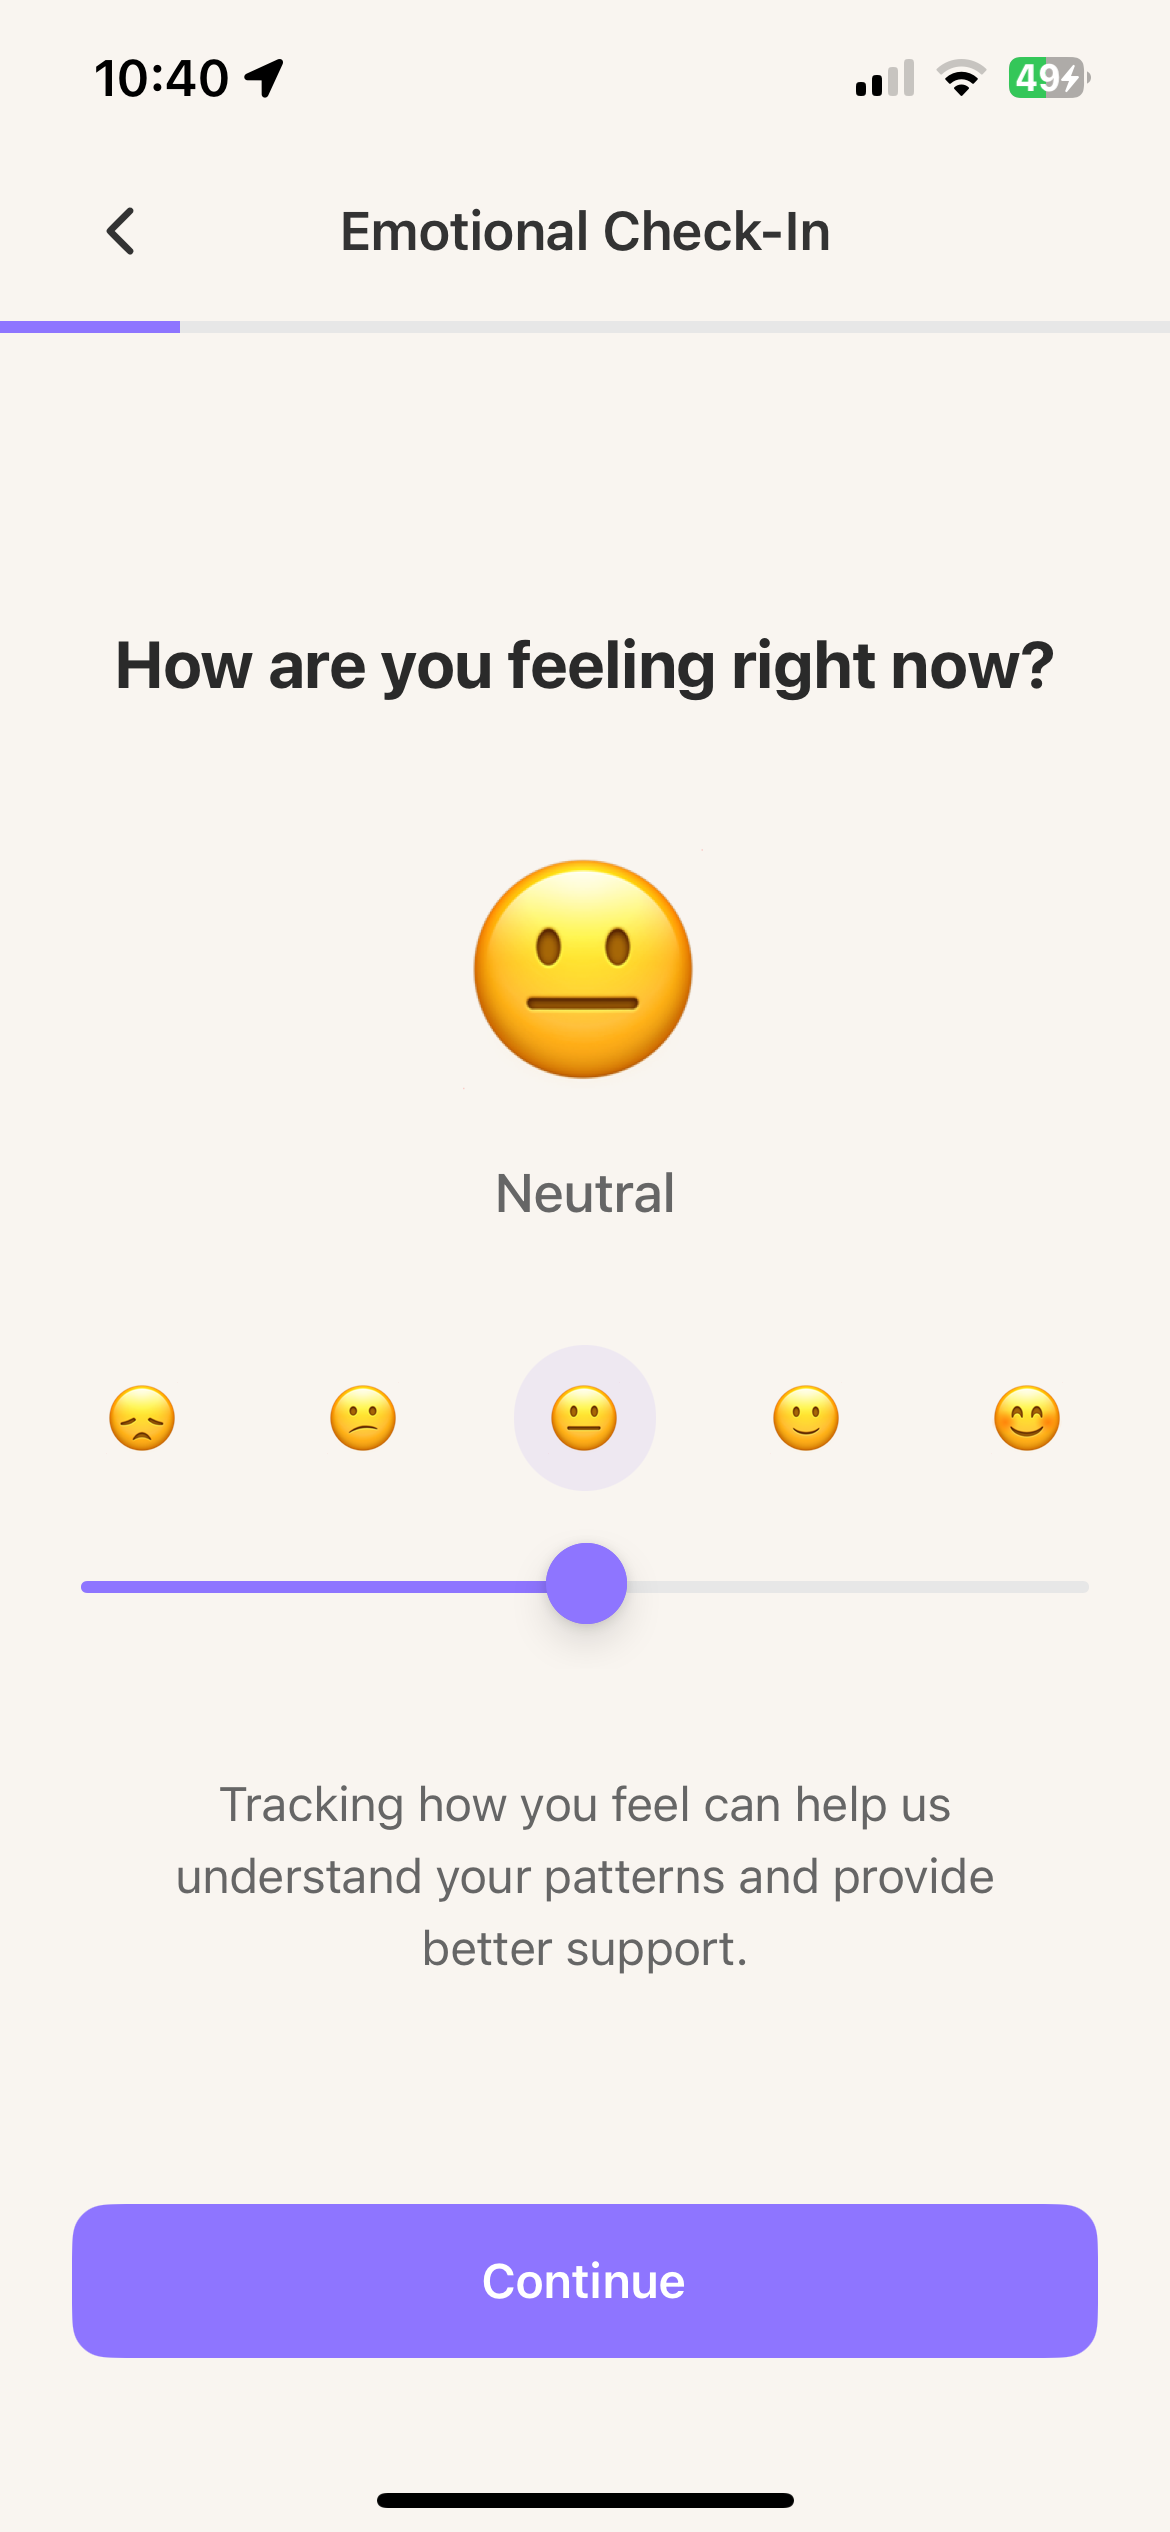 10:40
49
Emotional Check-In
How are you feeling right now?
Neutral
Tracking how you feel can help us
understand your patterns and provide
better support.
Continue